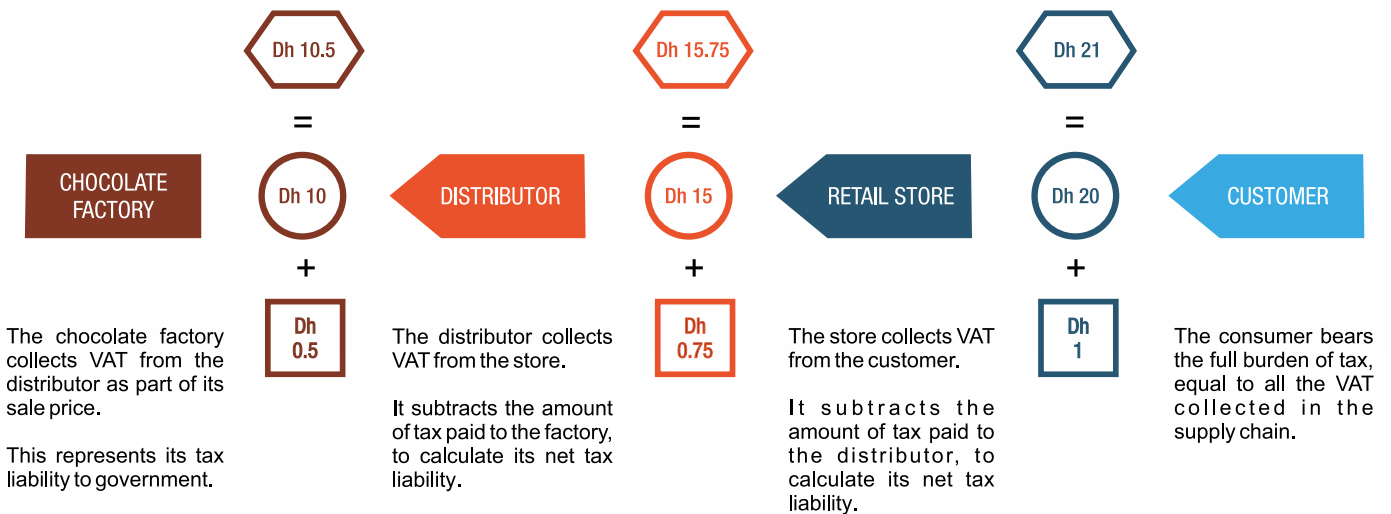 Dh 10.5
Dh 15.75
Dh 21
=
=
=
CHOCOLATE
FACTORY
Dh 10
DISTRIBUTOR
Dh 15
RETAIL STORE
Dh 20
CUSTOMER
+
+
+
Dh
0.5
Dh
0.75
Dh
1
The chocolate factory
collects VAT from the
distributor as part of its
sale price.
This represents its tax
liability to government.
The distributor collects
VAT from the store.
It subtracts the amount
of tax paid to the factory,
to calculate its net tax
liability.
The store collects VAT
from the customer.
It subtracts the
amount of tax paid to
the distributor, to
calculate its net tax
liability.
The consumer bears
the full burden of tax,
equal to all the VAT
collected in the
supply chain.